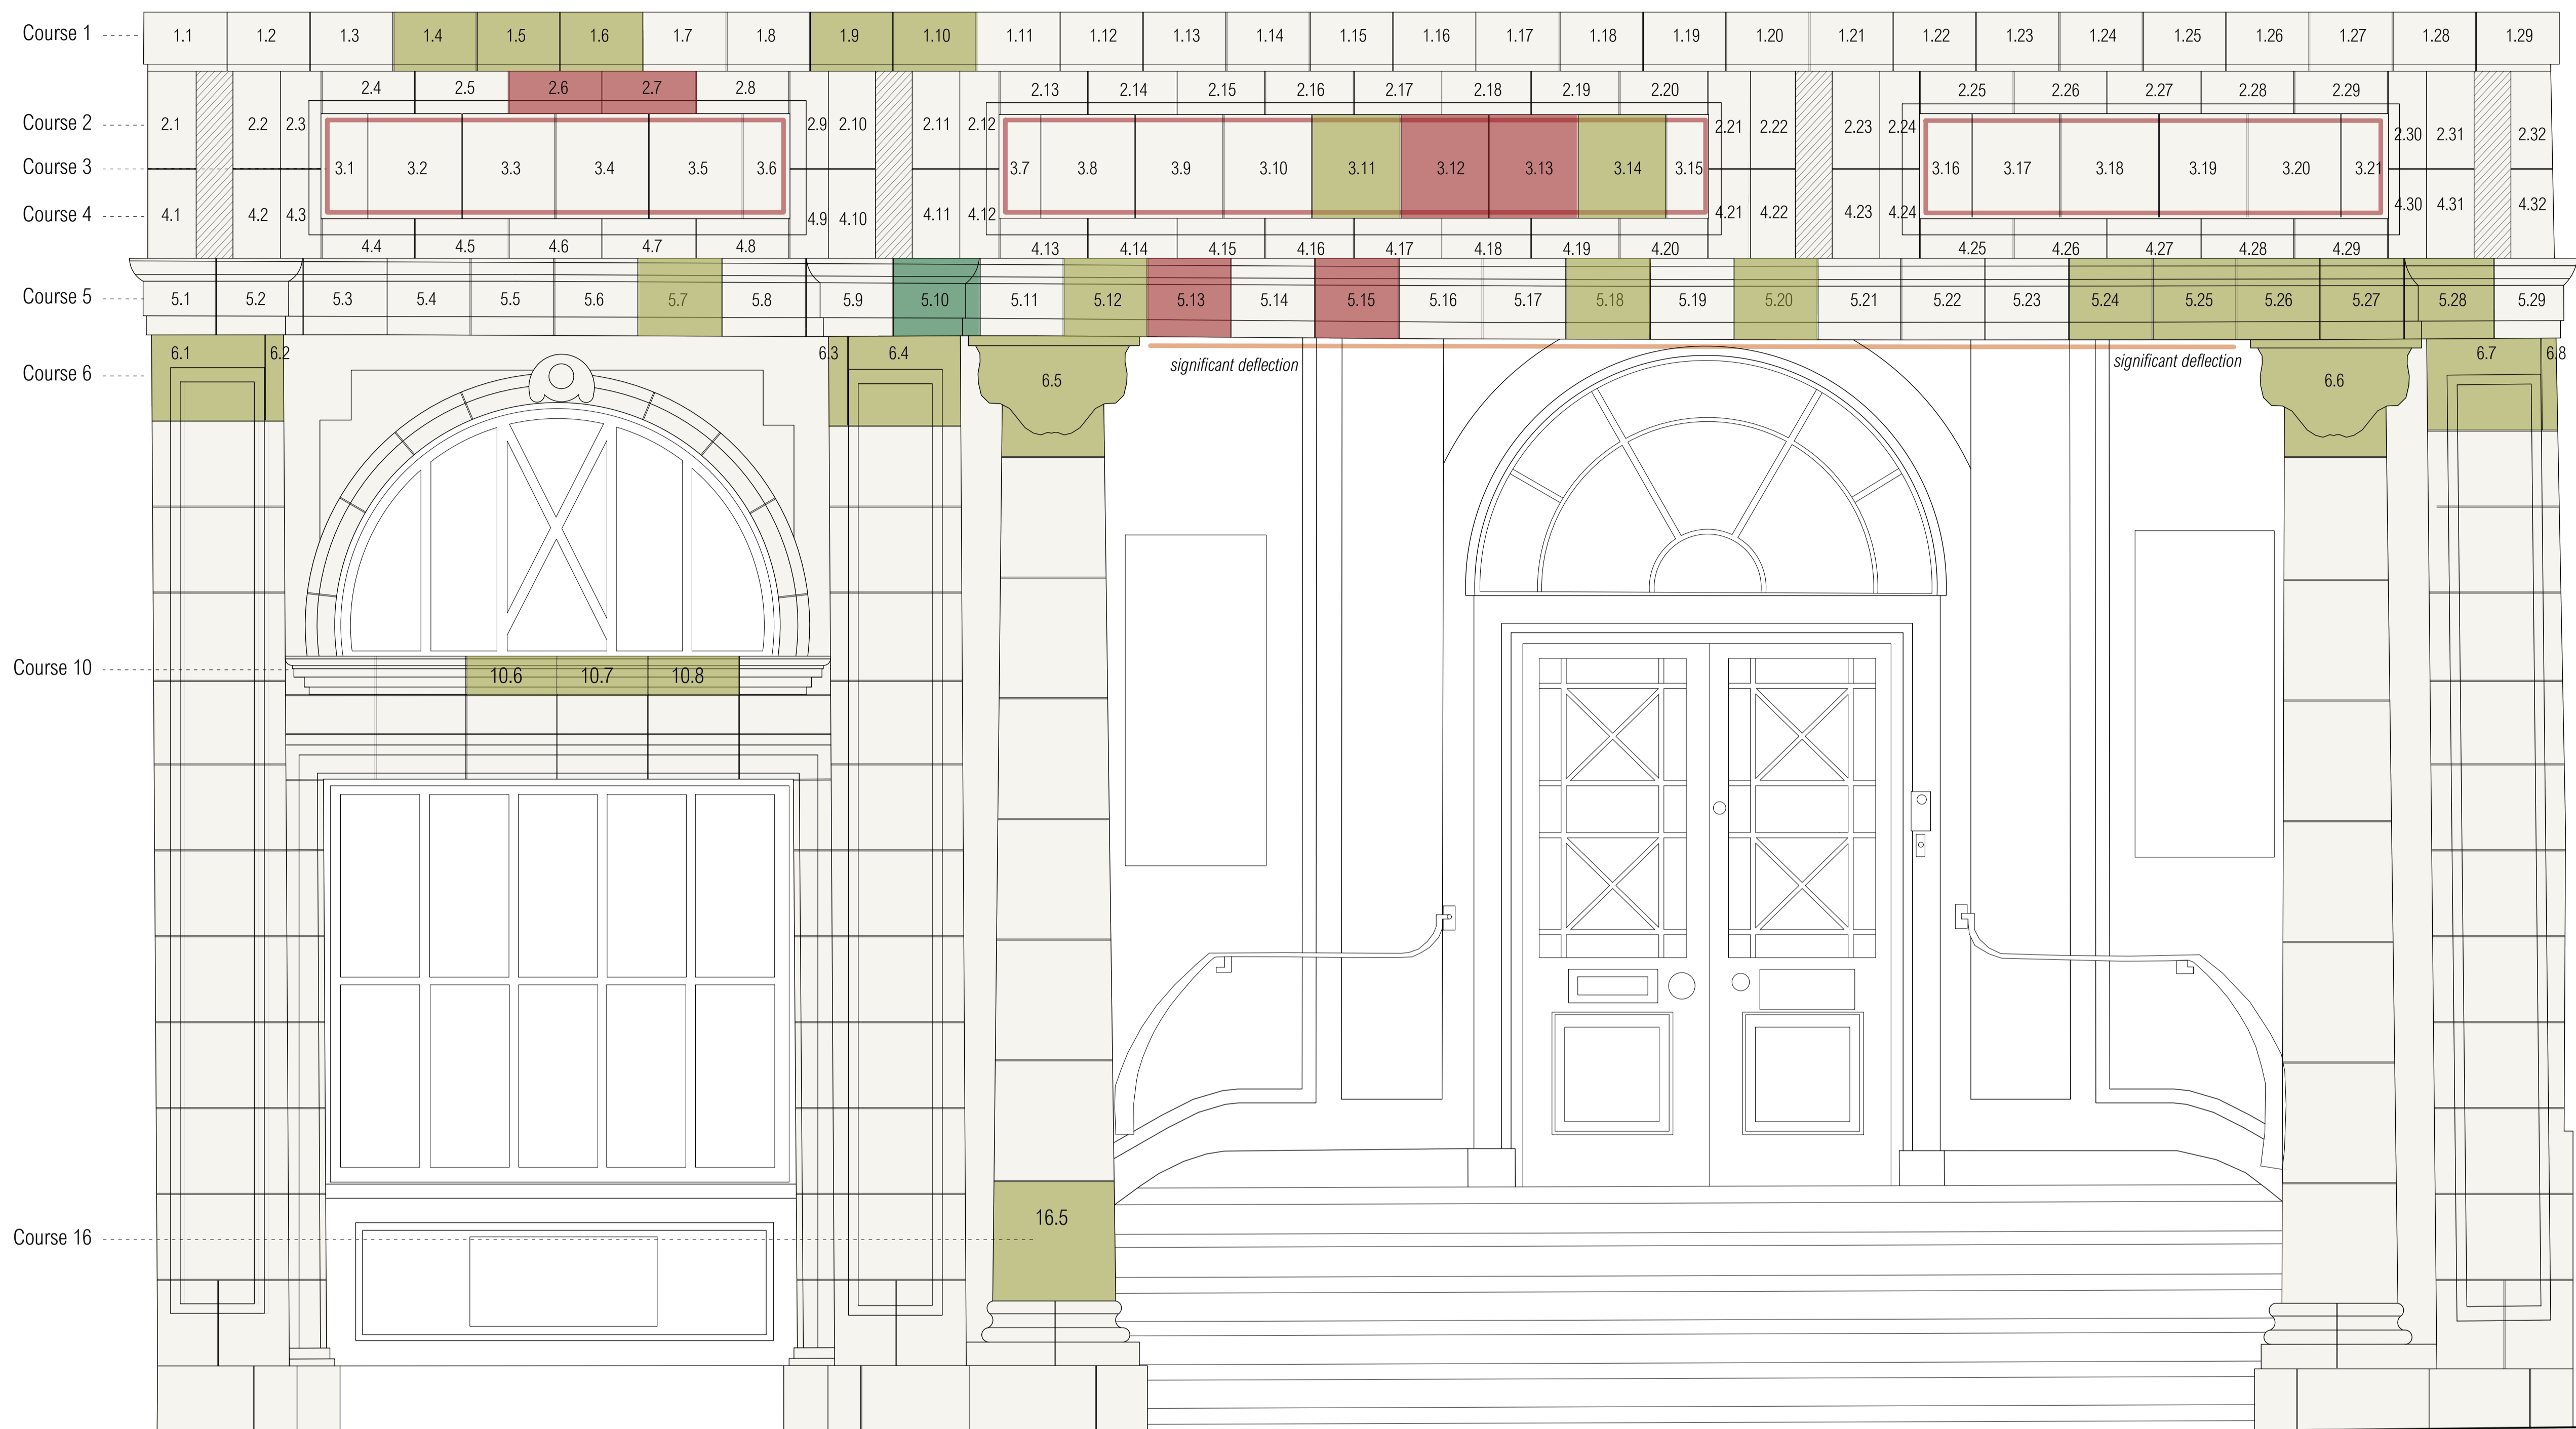 Course 1 1.1 1.2 1.3 1.4 1.5 1.6 1.7 1.8 1.9 1.10 1.11 1.12 1.13 1.14 1.15 1.16 1.17 1.18 1.19 1.20 1.21 1.22 1.23 1.24 1.25 1.26 1.27 1.28 1.29
2.4 2.5 2.6 2.7 2.8 2.13 2.14 2.15 2.16 2.17 2.18 2.19 2.20 2.25 2.26 2.27 2.28 2.29
Course 2 2.1 2.2 2.3 2.9 2.10 2.11 2.12 2.21 2.22 2.23 2.24 2.30 2.31 2.32
Course 3 3.1 3.2 3.3 3.4 3.5 3.6 3.7 3.8 3.9 3.10 3.11 3.12 3.13 3.14 3.15 3.16 3.17 3.18 3.19 3.20 3.21
Course 4 4.1 4.2 4.3 4.9 4.10 4.11 4.12 4.21 4.22 4.23 4.24 4.30 4.31 4.32
4.4 4.5 4.6 4.7 4.8 4.13 4.14 4.15 4.16 4.17 4.18 4.19 4.20 4.25 4.26 4.27 4.28 4.29
Course 5 5.1 5.2 5.3 5.4 5.5 5.6 5.7 5.8 5.9 5.10 5.11 5.12 5.13 5.14 5.15 5.16 5.17 5.18 5.19 5.20 5.21 5.22 5.23 5.24 5.25 5.26 5.27 5.28 5.29
6.1 6.2 6.3 6.4 6.7 6.8
significant deflection significant deflection
Course 6 6.5 6.6
Course 10 10.6 10.7 10.8
16.5
Course 16